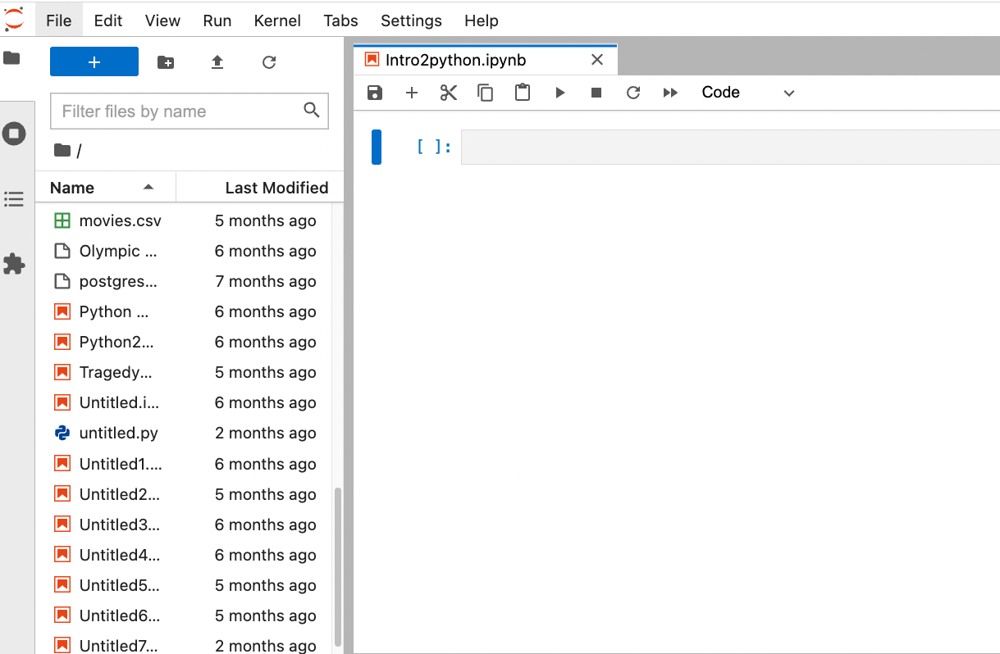 File Edit View Run Kernel Tabs Settings Help
Intro2python.ipynb
Code
Filter files by name
/
[ ]:
Name Last Modified
movies.csv 5 months ago
Olympic ... 6 months ago
postgres... 7 months ago
Python ... 6 months ago
Python2... 6 months ago
Tragedy... 5 months ago
Untitled.i... 6 months ago
untitled.py 2 months ago
Untitled1.... 6 months ago
Untitled2... 5 months ago
Untitled3... 6 months ago
Untitled4... 6 months ago
Untitled5... 5 months ago
Untitled6... 5 months ago
Untitled7... 2 months ago